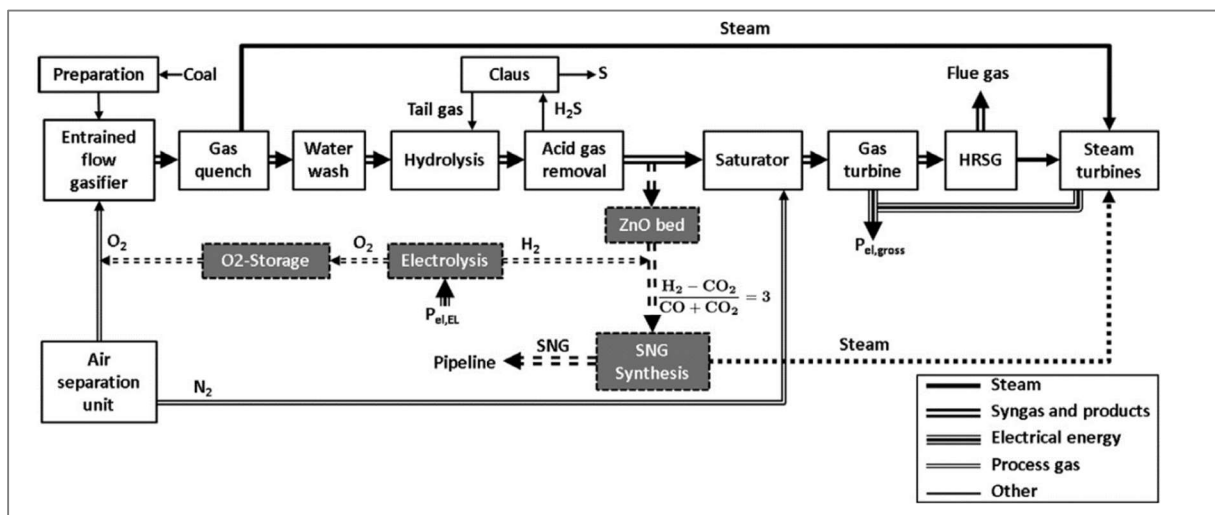 Steam
Preparation
Coal
Claus
S
Flue gas
Tail gas
H₂S
Entrained
flow
gasifier
Gas
quench
Water
wash
Hydrolysis
Acid gas
removal
Saturator
Gas
turbine
HRSG
Steam
turbines
ZnO bed
Pel,gross
O₂
O2-Storage
O₂
Electrolysis
H₂
H₂ − CO₂
CO + CO₂
= 3
Pel,EL
Air
separation
unit
Pipeline
SNG
SNG
Synthesis
Steam
N₂
Steam
Syngas and products
Electrical energy
Process gas
Other